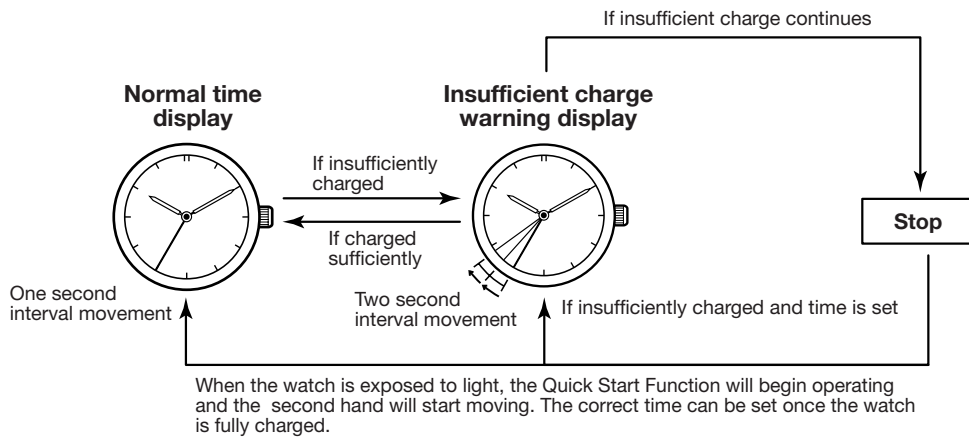 If insufficient charge continues
Normal time
display
Insufficient charge
warning display
If insufficiently
charged
If charged
sufficiently
Stop
One second
interval movement
Two second
interval movement
If insufficiently charged and time is set
When the watch is exposed to light, the Quick Start Function will begin operating
and the  second hand will start moving. The correct time can be set once the watch
is fully charged.